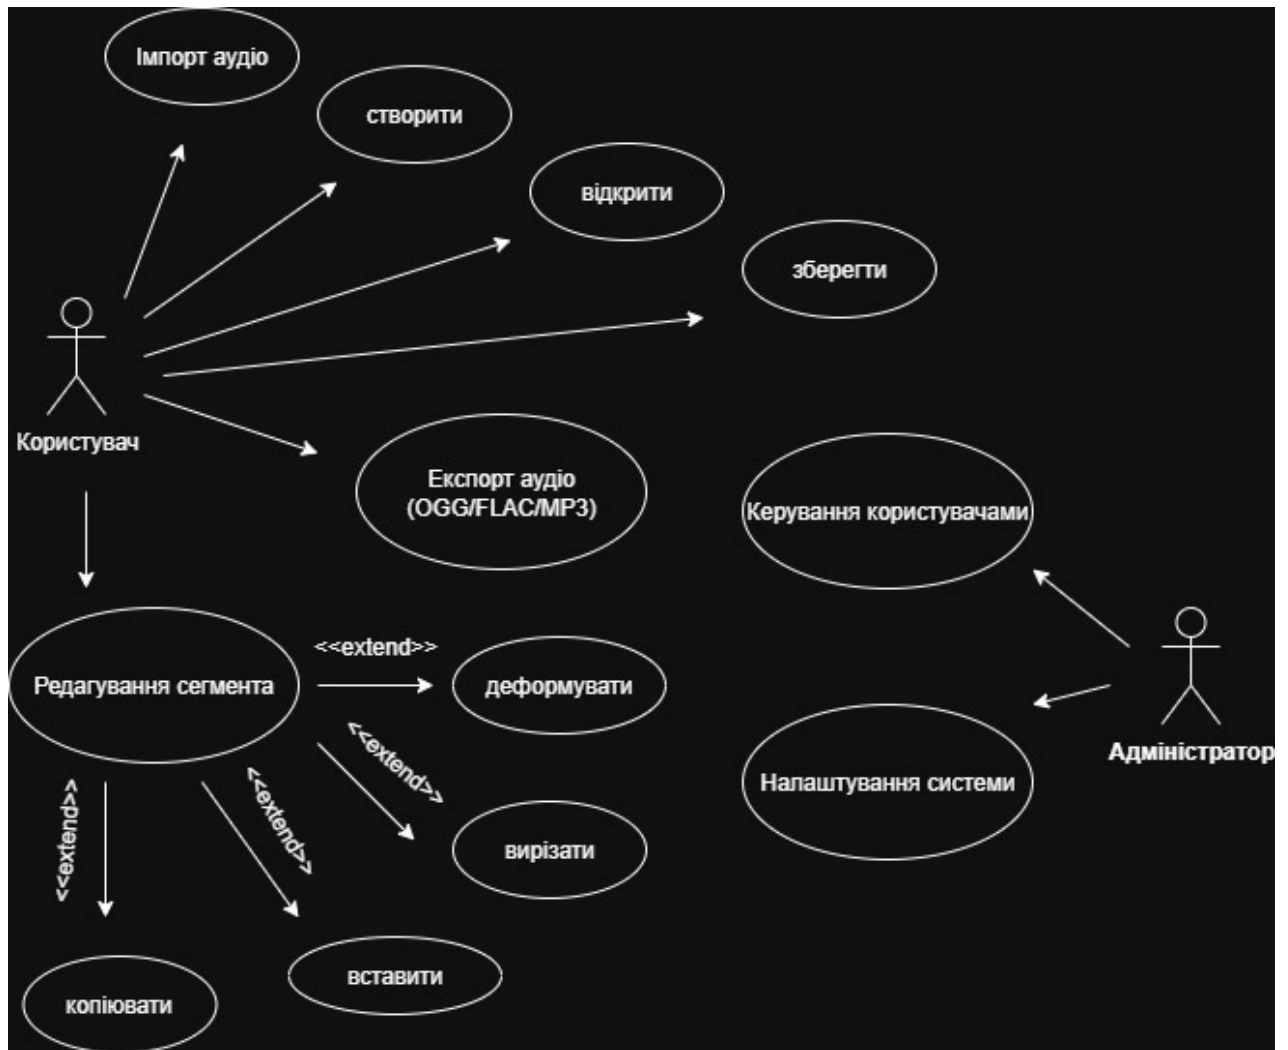 Імпорт аудіо
створити
відкрити
зберегти
Користувач
Експорт аудіо
(OGG/FLAC/MP3)
Керування користувачами
Редагування сегмента
<<extend>>
деформувати
<<extend>>
вирізати
<<extend>>
вставити
<<extend>>
копіювати
Налаштування системи
Адміністратор